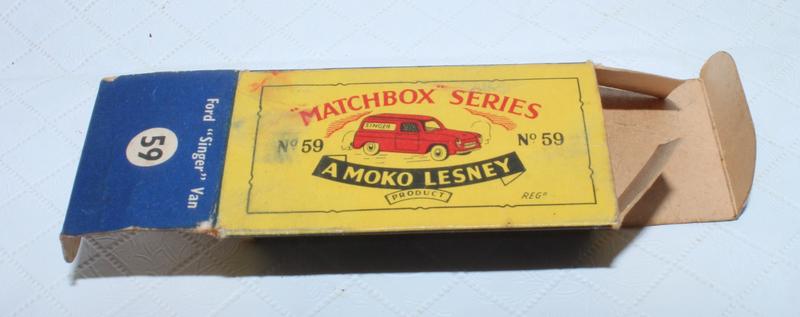 Ford "Singer" Van
59
"MATCHBOX" SERIES
SINGER
Nº 59
Nº 59
A MOKO LESNEY
PRODUCT
REGD